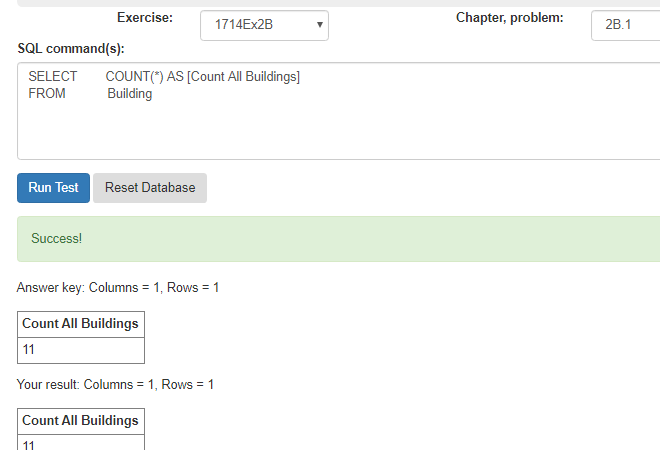 Exercise: 1714Ex2B Chapter, problem: 2B.1
SQL command(s):
SELECT COUNT(*) AS [Count All Buildings]
FROM Building
Run Test Reset Database
Success!
Answer key: Columns = 1, Rows = 1
Count All Buildings
11
Your result: Columns = 1, Rows = 1
Count All Buildings
11